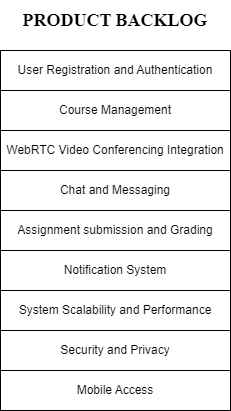 PRODUCT BACKLOG
User Registration and Authentication
Course Management
WebRTC Video Conferencing Integration
Chat and Messaging
Assignment submission and Grading
Notification System
System Scalability and Performance
Security and Privacy
Mobile Access